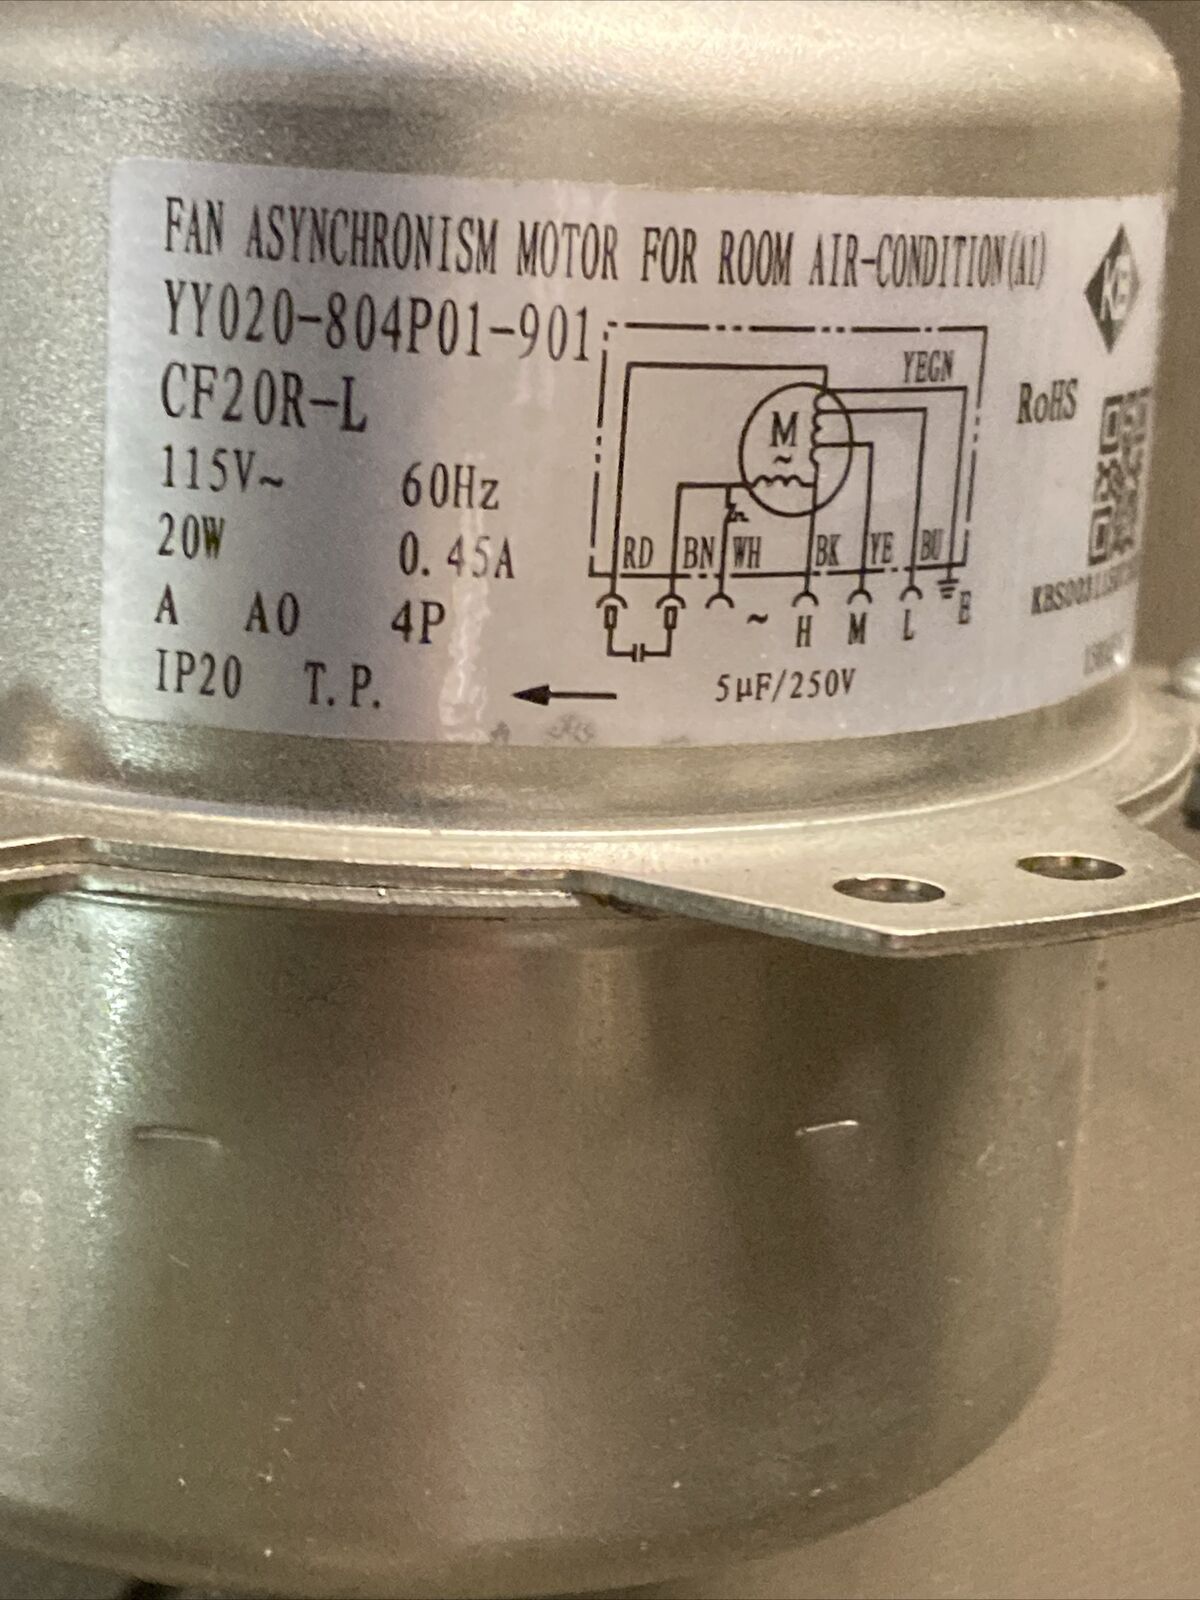 FAN ASYNCHRONISM MOTOR FOR ROOM AIR-CONDITION(A1)
YY020-804P01-901
CF20R-L
115V~ 60Hz
20W 0.45A
A A0 4P
IP20 T.P.
YEGN
M
~
RD BN WH BK YE BU
~ H M L E
5μF/250V
RoHS